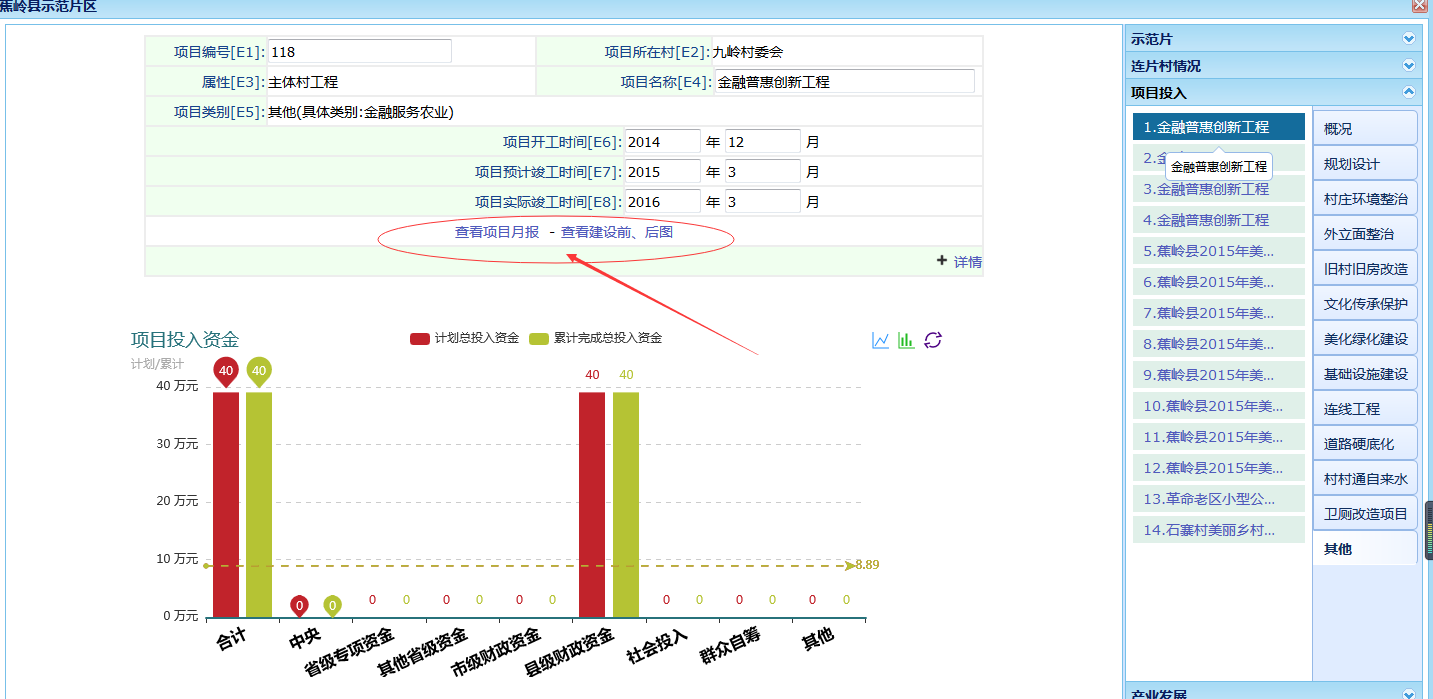 蕉岭县示范片区
项目编号[E1]: 118 项目所在村[E2]: 九岭村委会
属性[E3]: 主体村工程 项目名称[E4]: 金融普惠创新工程
项目类别[E5]: 其他(具体类别:金融服务农业)
项目开工时间[E6]: 2014 年 12 月
项目预计竣工时间[E7]: 2015 年 3 月
项目实际竣工时间[E8]: 2016 年 3 月
查看项目月报 - 查看建设前、后图
+ 详情
项目投入资金
计划/累计
计划总投入资金 累计完成总投入资金
40 40 40 40
40 万元
30 万元
20 万元
10 万元
8.89
0 0 0 0 0 0 0 0 0 0 0 0 0 0
0 万元
合计 中央 省级专项资金 其他省级资金 市级财政资金 县级财政资金 社会投入 群众自筹 其他
示范片
连片村情况
项目投入
1.金融普惠创新工程
2.金
金融普惠创新工程
3.金融普惠创新工程
4.金融普惠创新工程
5.蕉岭县2015年美...
6.蕉岭县2015年美...
7.蕉岭县2015年美...
8.蕉岭县2015年美...
9.蕉岭县2015年美...
10.蕉岭县2015年美...
11.蕉岭县2015年美...
12.蕉岭县2015年美...
13.革命老区小型公...
14.石寨村美丽乡村...
概况
规划设计
村庄环境整治
外立面整治
旧村旧房改造
文化传承保护
美化绿化建设
基础设施建设
连线工程
道路硬底化
村村通自来水
卫厕改造项目
其他
产业发展